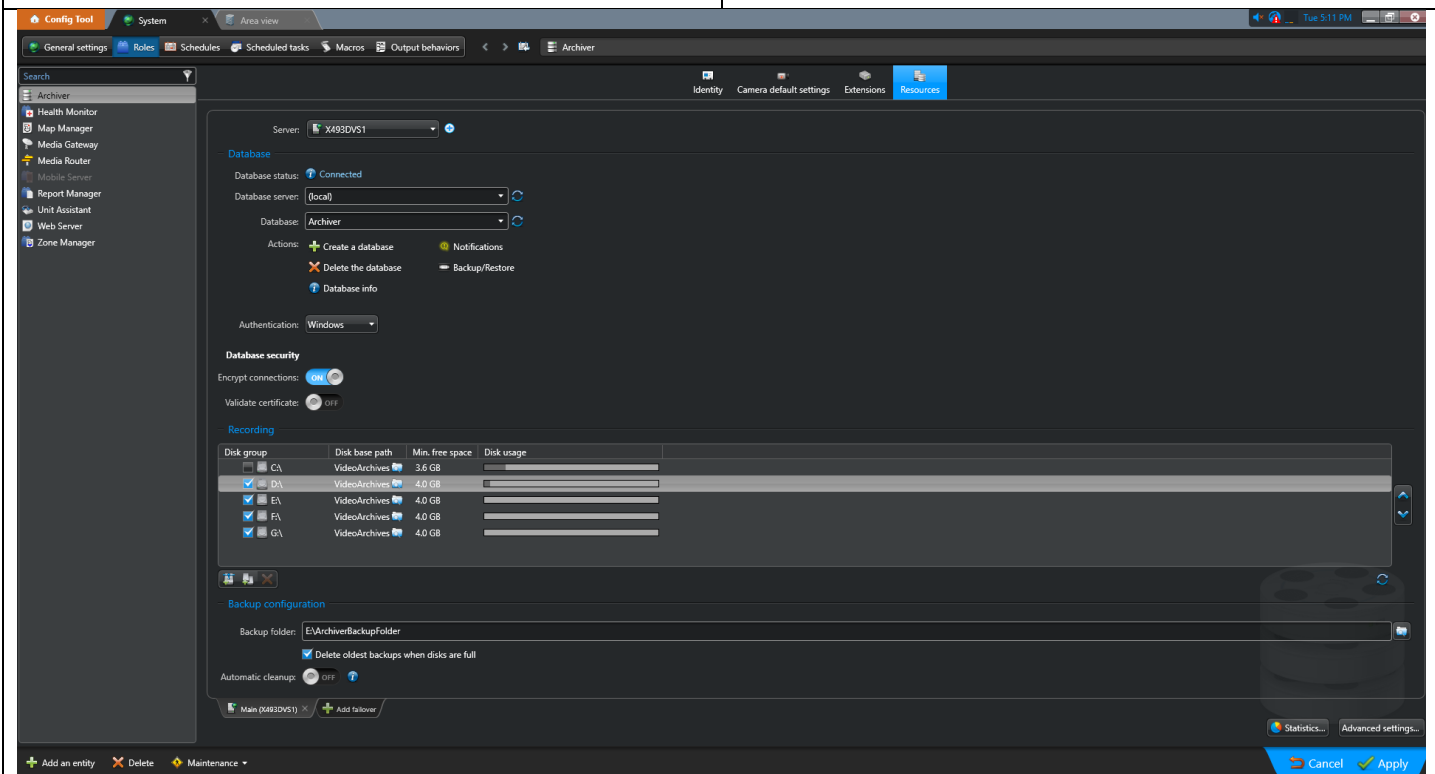 Config Tool System Area view Tue 5:11 PM
General settings Roles Schedules Scheduled tasks Macros Output behaviors Archiver
Search
Archiver
Health Monitor
Map Manager
Media Gateway
Media Router
Mobile Server
Report Manager
Unit Assistant
Web Server
Zone Manager
Identity Camera default settings Extensions Resources
Server: X493DVS1
Database
Database status: Connected
Database server: (local)
Database: Archiver
Actions: Create a database Notifications
Delete the database Backup/Restore
Database info
Authentication: Windows
Database security
Encrypt connections: ON
Validate certificate: OFF
Recording
Disk group Disk base path Min. free space Disk usage
C:\ VideoArchives 3.6 GB
D:\ VideoArchives 4.0 GB
E:\ VideoArchives 4.0 GB
F:\ VideoArchives 4.0 GB
G:\ VideoArchives 4.0 GB
Backup configuration
Backup folder: E:\ArchiverBackupFolder
Delete oldest backups when disks are full
Automatic cleanup: OFF
Main (X493DVS1) Add failover
Statistics... Advanced settings...
Add an entity Delete Maintenance Cancel Apply